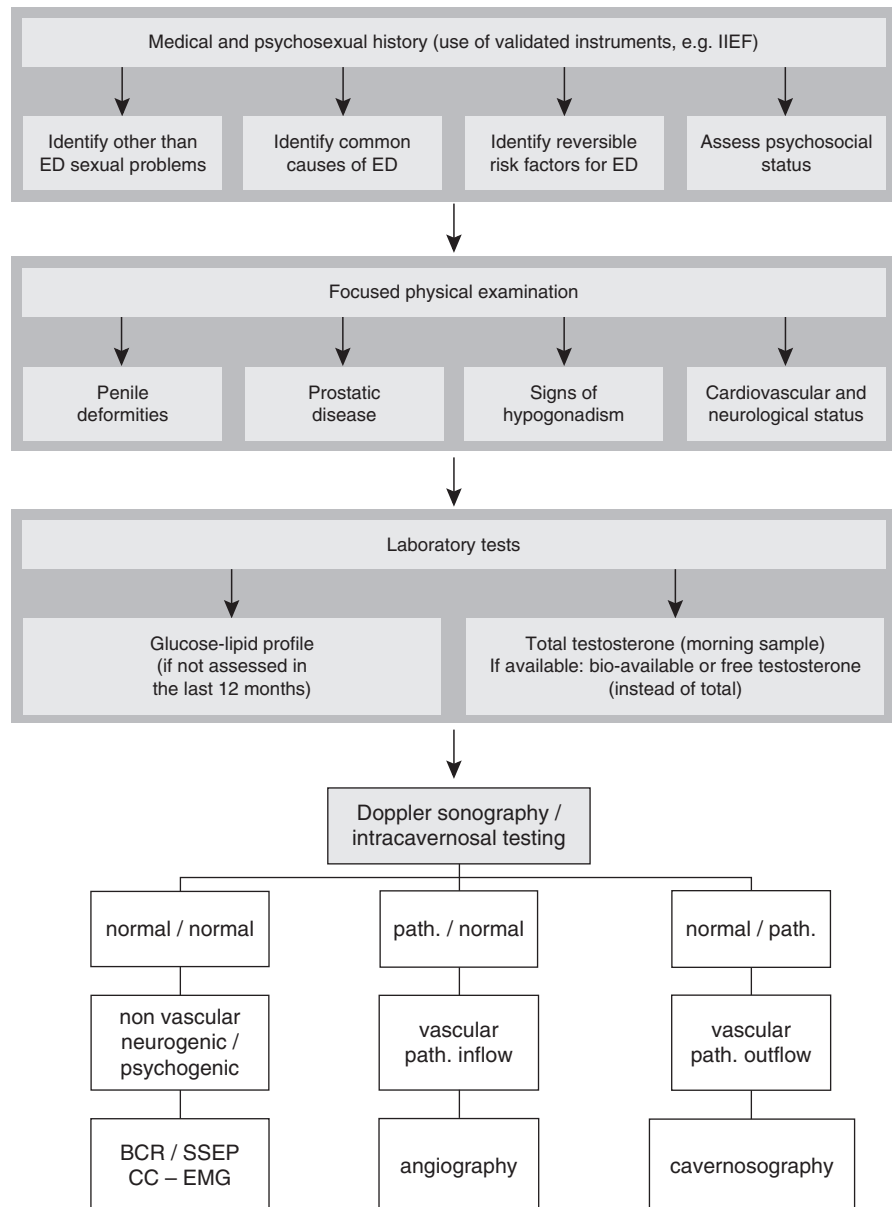 Medical and psychosexual history (use of validated instruments, e.g. IIEF)
Identify other than
ED sexual problems
Identify common
causes of ED
Identify reversible
risk factors for ED
Assess psychosocial
status
Focused physical examination
Penile
deformities
Prostatic
disease
Signs of
hypogonadism
Cardiovascular and
neurological status
Laboratory tests
Glucose-lipid profile
(if not assessed in
the last 12 months)
Total testosterone (morning sample)
If available: bio-available or free testosterone
(instead of total)
Doppler sonography /
intracavernosal testing
normal / normal
path. / normal
normal / path.
non vascular
neurogenic /
psychogenic
vascular
path. inflow
vascular
path. outflow
BCR / SSEP
CC – EMG
angiography
cavernosography